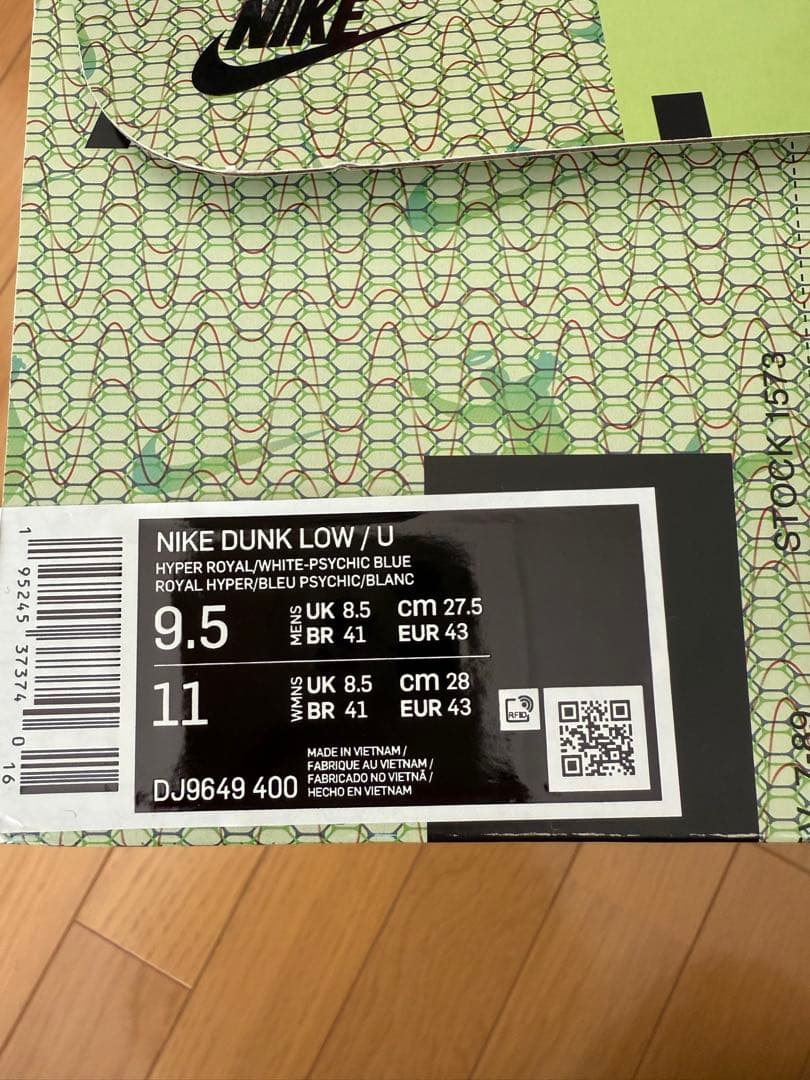 NIKE
STOCK 1573
NIKE DUNK LOW / U
HYPER ROYAL/WHITE-PSYCHIC BLUE
ROYAL HYPER/BLEU PSYCHIC/BLANC
9.5
MENS
UK 8.5 cm 27.5
BR 41 EUR 43
11
WMNS
UK 8.5 cm 28
BR 41 EUR 43
RFID
DJ9649 400
MADE IN VIETNAM /
FABRIQUE AU VIETNAM /
FABRICADO NO VIETNÃ /
HECHO EN VIETNAM
1 95245 37374 0 16